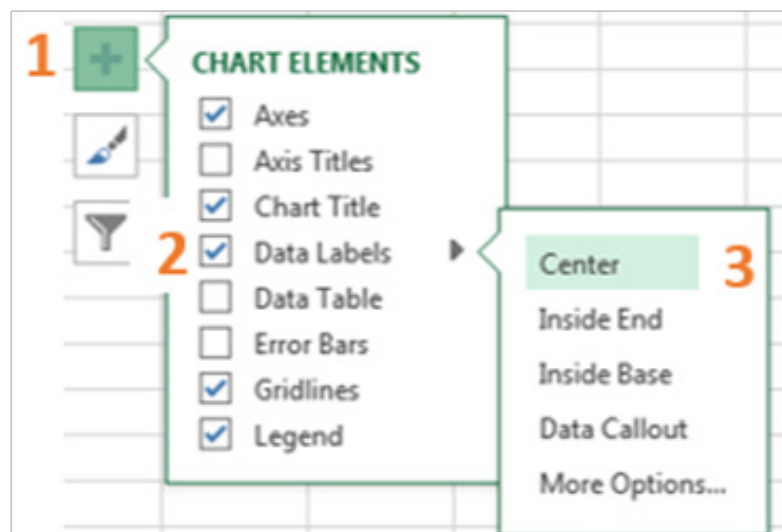 1
CHART ELEMENTS
Axes
Axis Titles
Chart Title
2
Data Labels
Data Table
Error Bars
Gridlines
Legend
Center
3
Inside End
Inside Base
Data Callout
More Options...